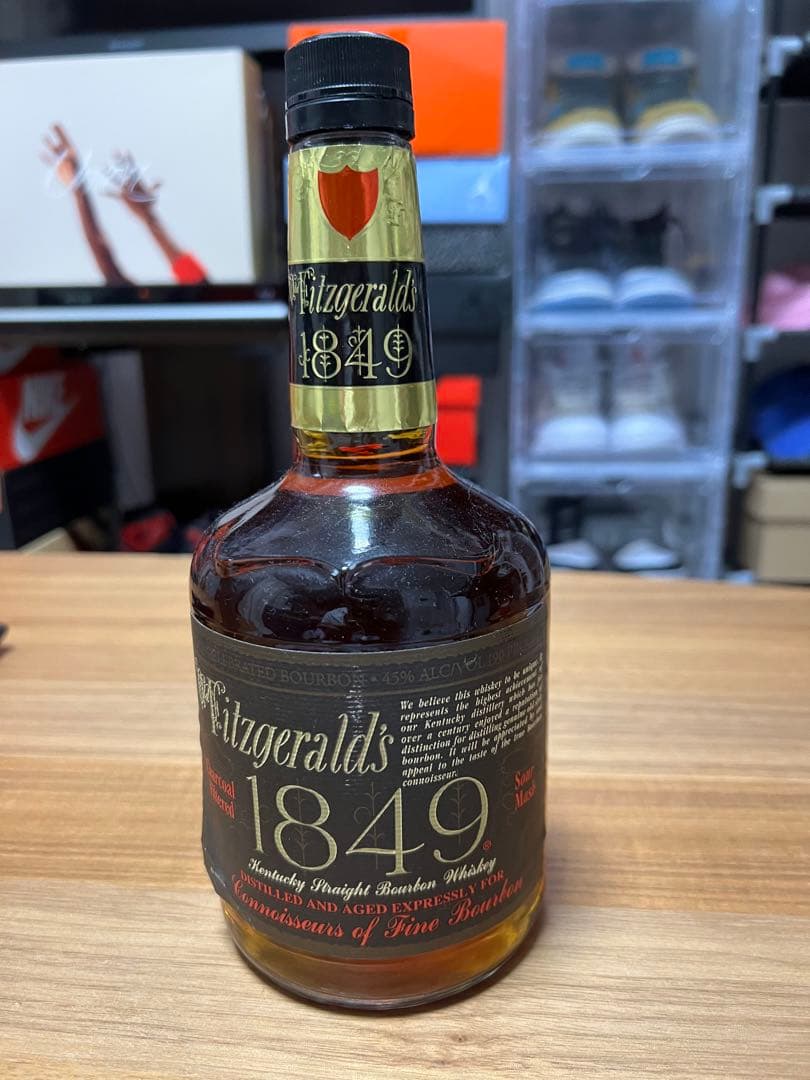 Fitzgerald's
1849
BOURBON • 45% ALC/VOL
Fitzgerald's
1849
We believe this whiskey to be unique. It
represents the highest achievement
our Kentucky distillery which has
over a century enjoyed a reputation
distinction for distilling genuine
bourbon. It will be appreciated
appeal to the taste of the true
connoisseur.
Charcoal
Filtered
Sour
Mash
®
Kentucky Straight Bourbon Whiskey
DISTILLED AND AGED EXPRESSLY FOR
Connoisseurs of Fine Bourbon